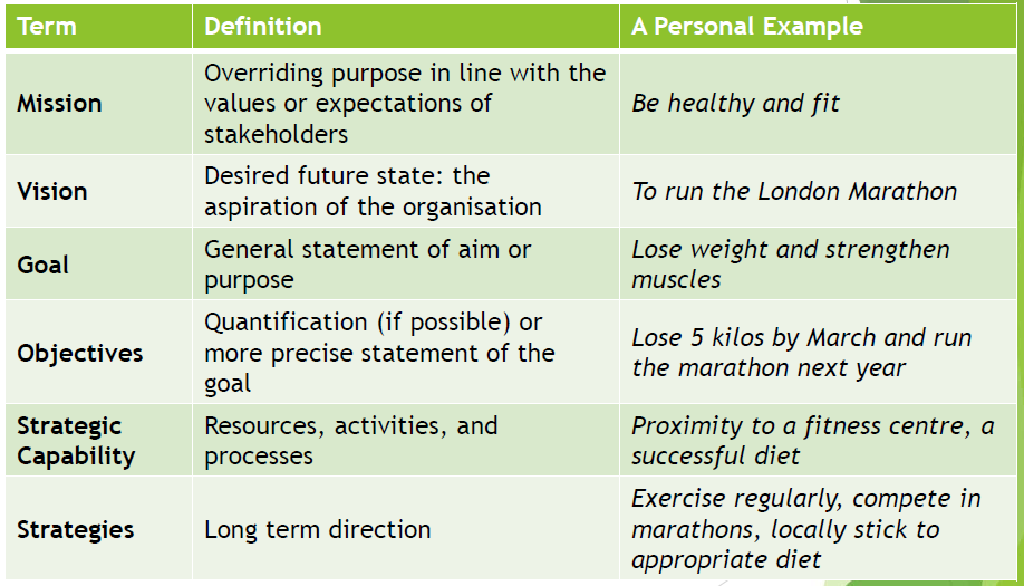 Term
Definition
A Personal Example
Mission
Overriding purpose in line with the
values or expectations of
stakeholders
Be healthy and fit
Vision
Desired future state: the
aspiration of the organisation
To run the London Marathon
Goal
General statement of aim or
purpose
Lose weight and strengthen
muscles
Objectives
Quantification (if possible) or
more precise statement of the
goal
Lose 5 kilos by March and run
the marathon next year
Strategic
Capability
Resources, activities, and
processes
Proximity to a fitness centre, a
successful diet
Strategies
Long term direction
Exercise regularly, compete in
marathons, locally stick to
appropriate diet